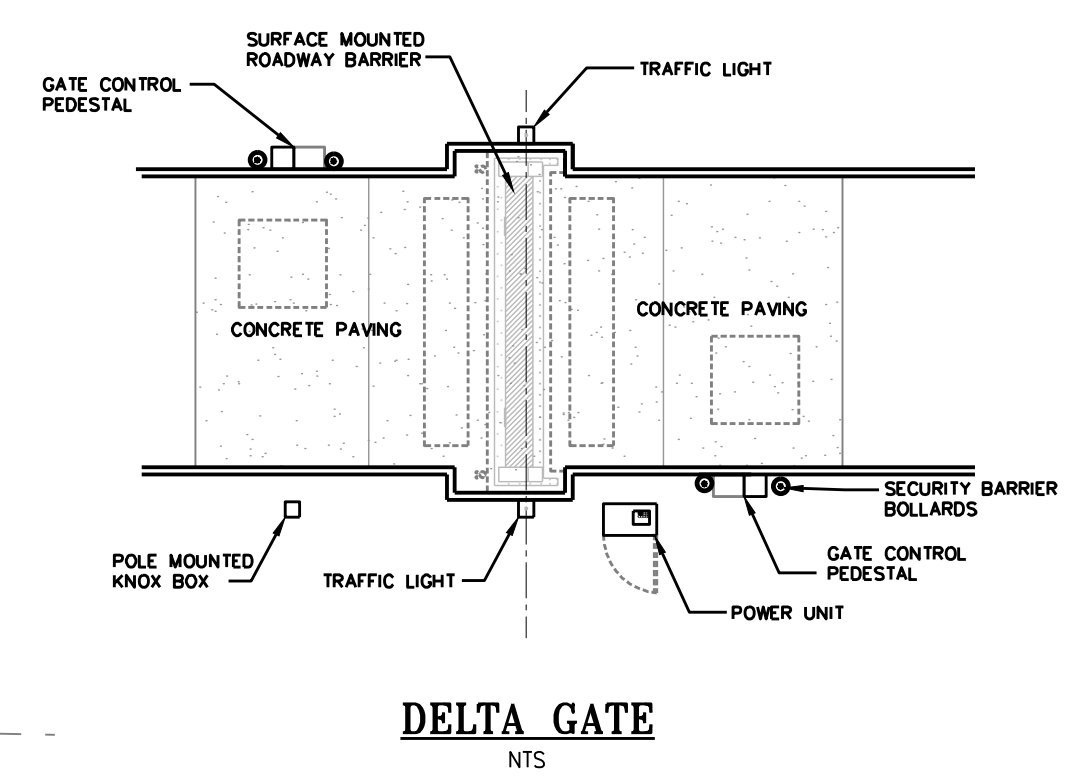 SURFACE MOUNTED
ROADWAY BARRIER
TRAFFIC LIGHT
GATE CONTROL
PEDESTAL
CONCRETE PAVING
CONCRETE PAVING
SECURITY BARRIER
BOLLARDS
POLE MOUNTED
KNOX BOX
TRAFFIC LIGHT
GATE CONTROL
PEDESTAL
POWER UNIT
DELTA GATE
NTS